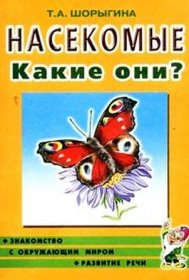 Т.А. ШОРЫГИНА
НАСЕКОМЫЕ
Какие они?
• ЗНАКОМСТВО
С ОКРУЖАЮЩИМ МИРОМ
• РАЗВИТИЕ РЕЧИ